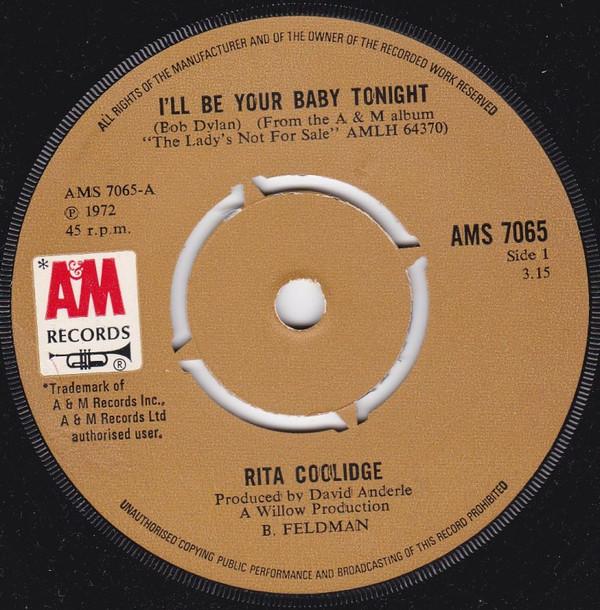 ALL RIGHTS OF THE MANUFACTURER AND OF THE OWNER OF THE RECORDED WORK RESERVED
I'LL BE YOUR BABY TONIGHT
(Bob Dylan) (From the A & M album
"The Lady's Not For Sale" AMLH 64370)
AMS 7065-A
℗ 1972
45 r.p.m.
AMS 7065
Side 1
3.15
*A&M
RECORDS
®
*Trademark of
A & M Records Inc.,
A & M Records Ltd
authorised user.
RITA COOLIDGE
Produced by David Anderle
A Willow Production
B. FELDMAN
UNAUTHORISED COPYING PUBLIC PERFORMANCE AND BROADCASTING OF THIS RECORD PROHIBITED